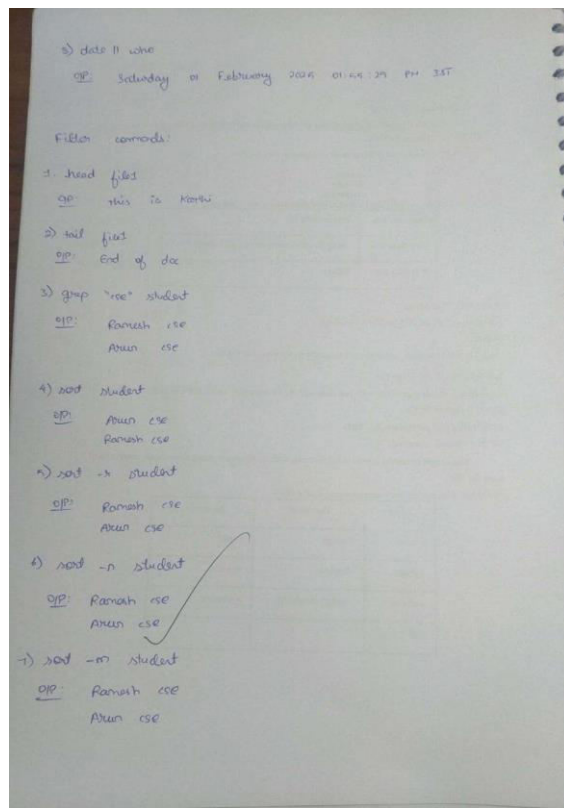 5) date || who
O/P: Saturday 01 February 2025 01:45:29 PM IST
Filter commands:
1. head file1
O/P: This is Karthi
2) tail file1
O/P: End of doc
3) grep "cse" student
O/P: Ramesh cse
Arun cse
4) sort student
O/P: Arun cse
Ramesh cse
5) sort -r student
O/P: Ramesh cse
Arun cse
6) sort -n student
O/P: Ramesh cse
Arun cse
7) sort -m student
O/P: Ramesh cse
Arun cse